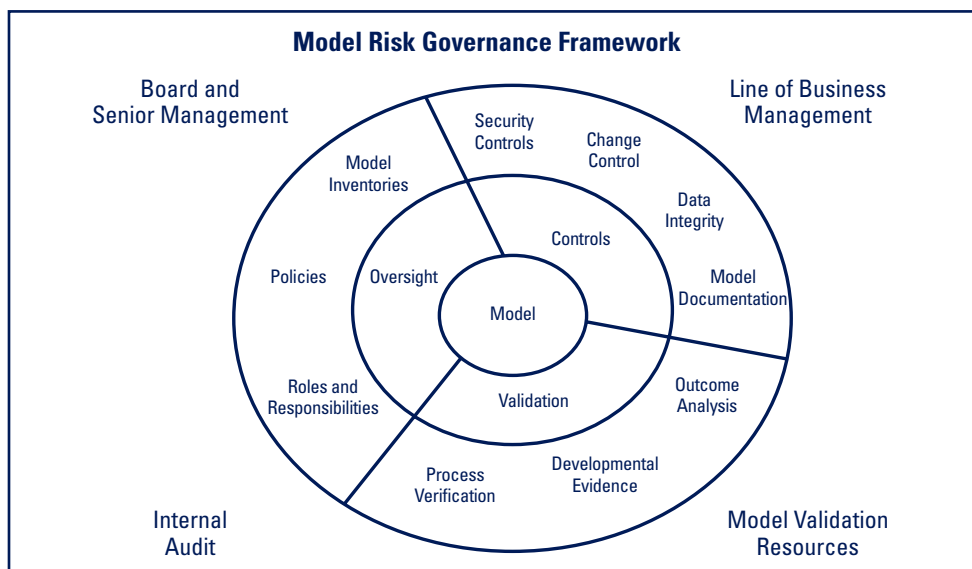 Model Risk Governance Framework
Board and
Senior Management
Line of Business
Management
Security
Controls
Change
Control
Model
Inventories
Data
Integrity
Controls
Policies
Oversight
Model
Documentation
Model
Roles and
Responsibilities
Validation
Outcome
Analysis
Process
Verification
Developmental
Evidence
Internal
Audit
Model Validation
Resources